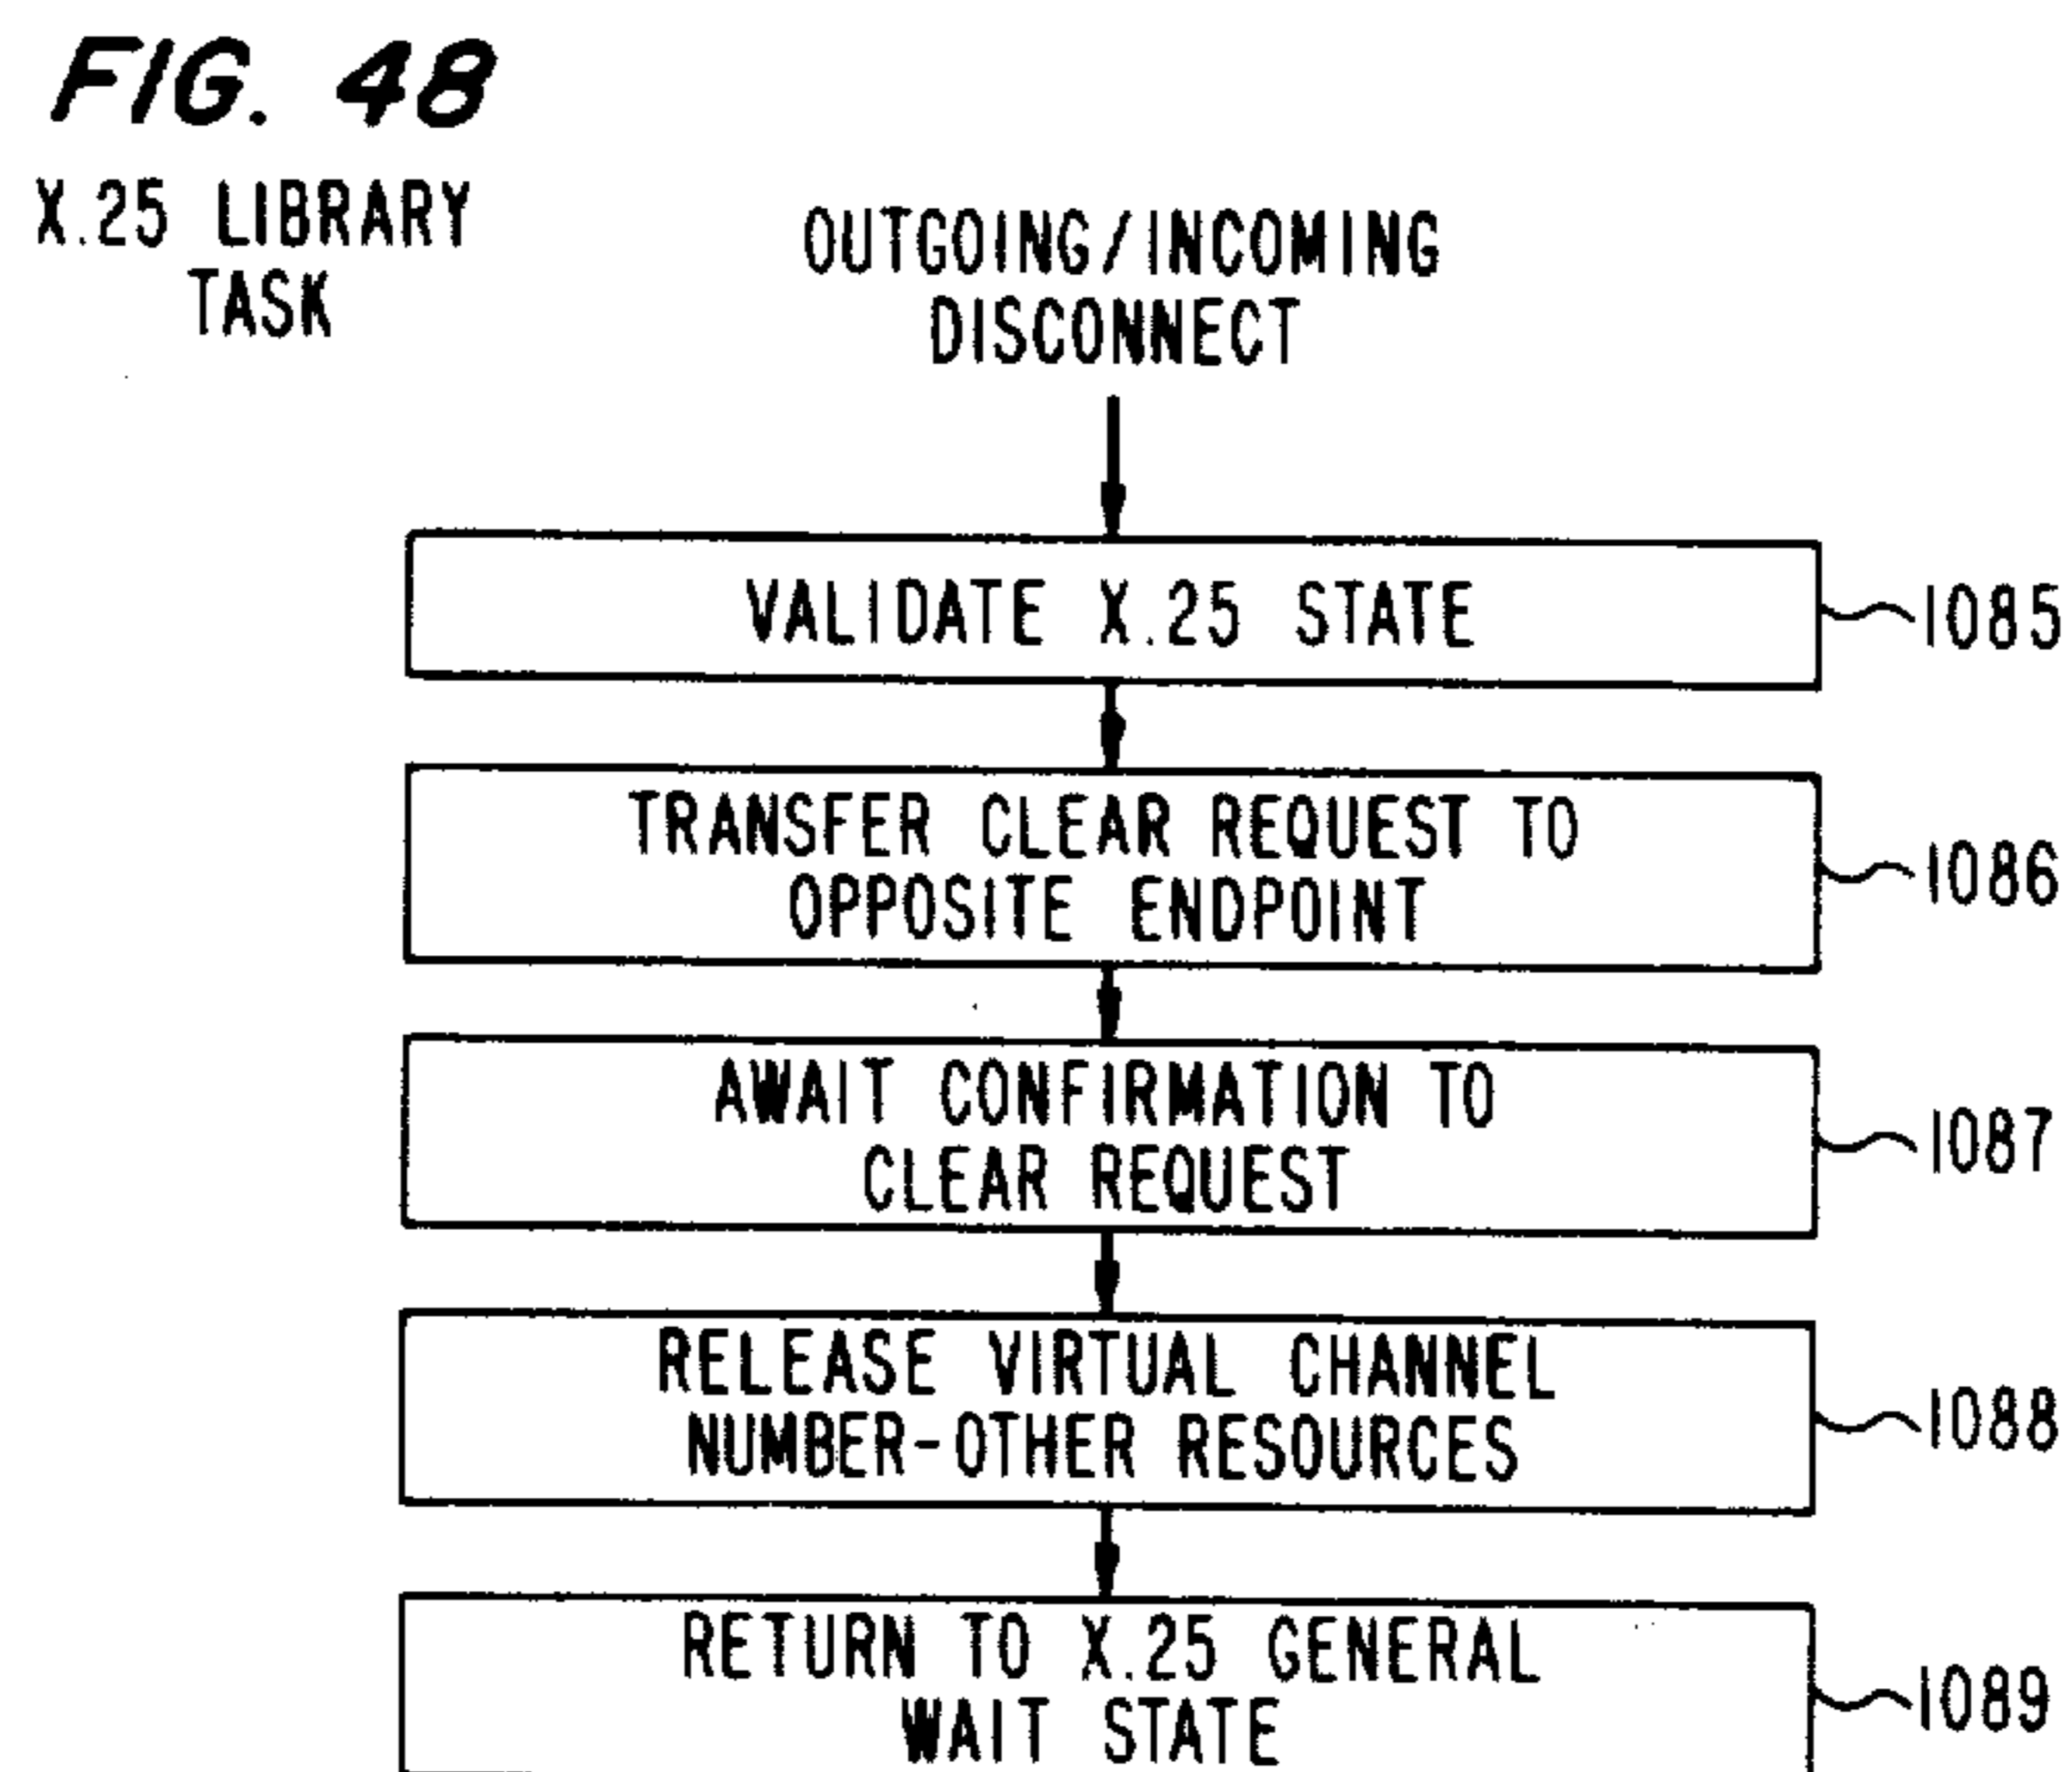 FIG. 48
X.25 LIBRARY
TASK
OUTGOING/INCOMING
DISCONNECT
VALIDATE X.25 STATE
1085
TRANSFER CLEAR REQUEST TO
OPPOSITE ENDPOINT
1086
AWAIT CONFIRMATION TO
CLEAR REQUEST
1087
RELEASE VIRTUAL CHANNEL
NUMBER-OTHER RESOURCES
1088
RETURN TO X.25 GENERAL
WAIT STATE
1089